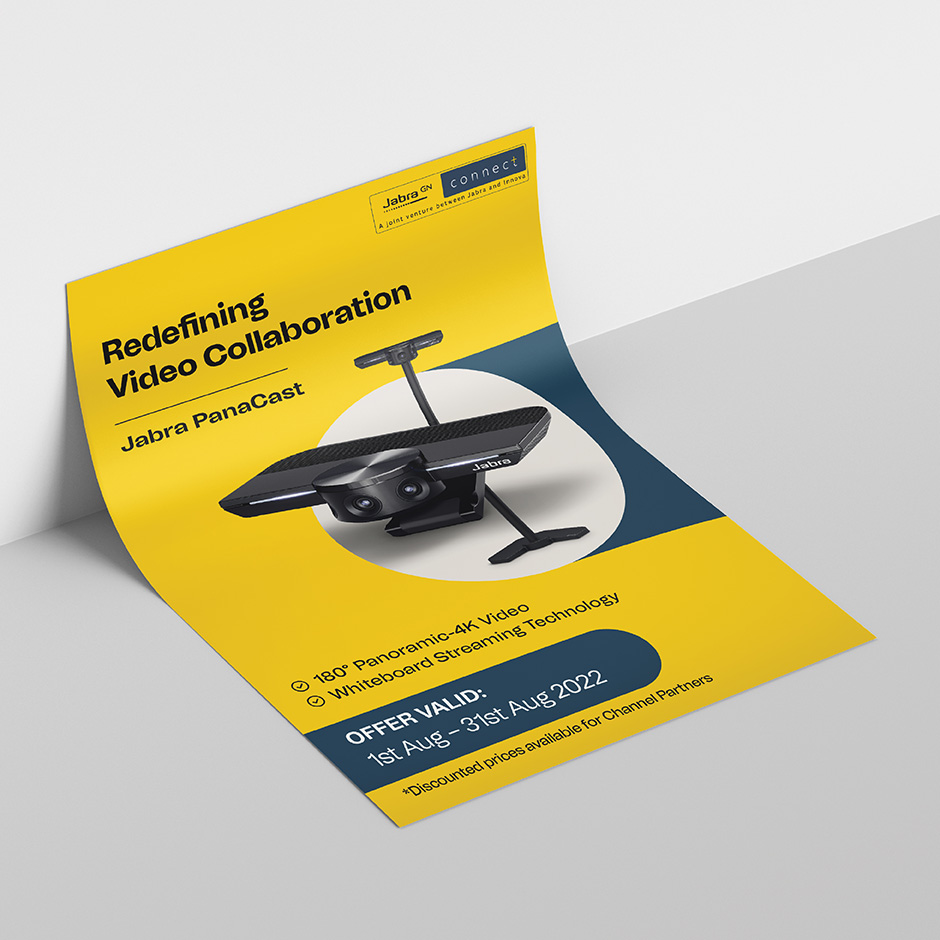 Jabra GN
connect
A joint venture between Jabra and Innova
Redefining
Video Collaboration
Jabra PanaCast
Jabra
180° Panoramic-4K Video
Whiteboard Streaming Technology
OFFER VALID:
1st Aug – 31st Aug 2022
*Discounted prices available for Channel Partners